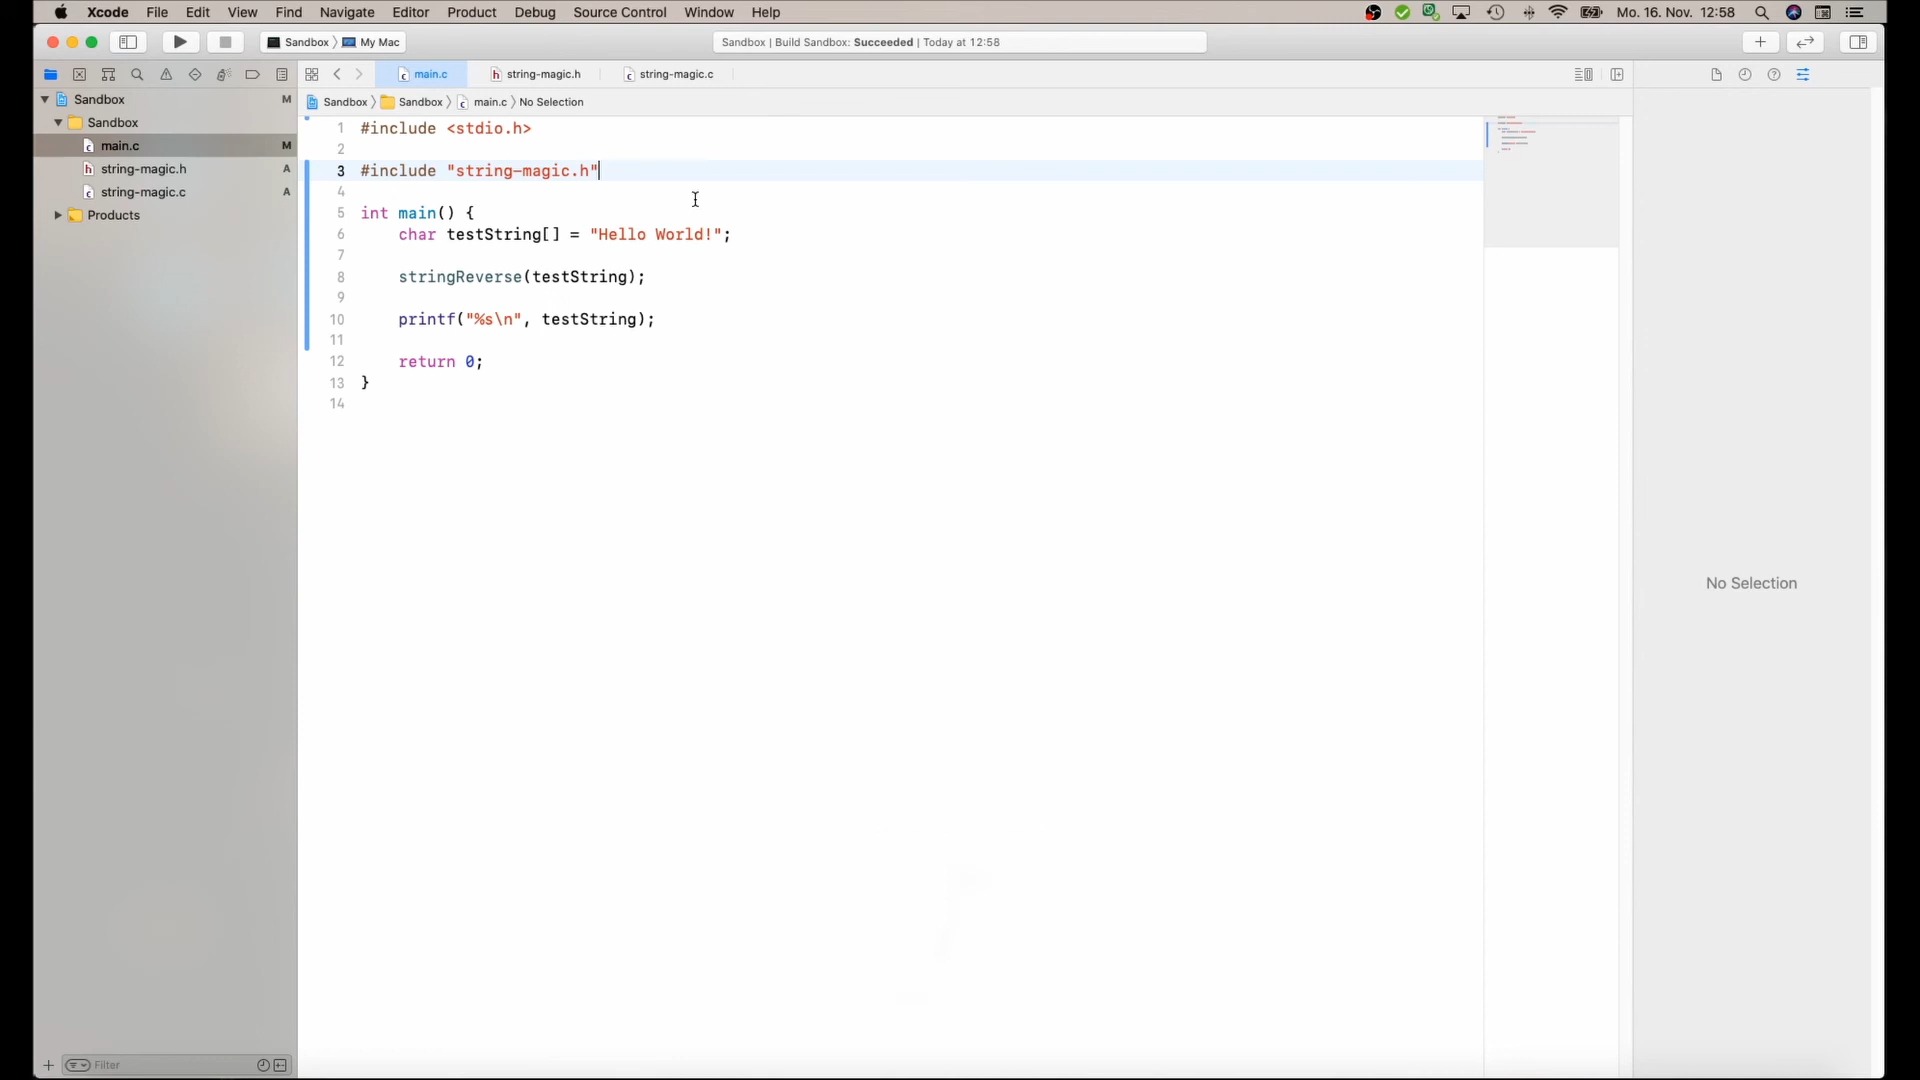 Xcode File Edit View Find Navigate Editor Product Debug Source Control Window Help Mo. 16. Nov. 12:58
Sandbox My Mac Sandbox | Build Sandbox: Succeeded | Today at 12:58
main.c string-magic.h string-magic.c
Sandbox M
Sandbox
main.c M
string-magic.h A
string-magic.c A
Products
Sandbox Sandbox main.c No Selection
1 #include <stdio.h>
2
3 #include "string-magic.h"
4
5 int main() {
6 char testString[] = "Hello World!";
7
8 stringReverse(testString);
9
10 printf("%s\n", testString);
11
12 return 0;
13 }
14
No Selection
Filter